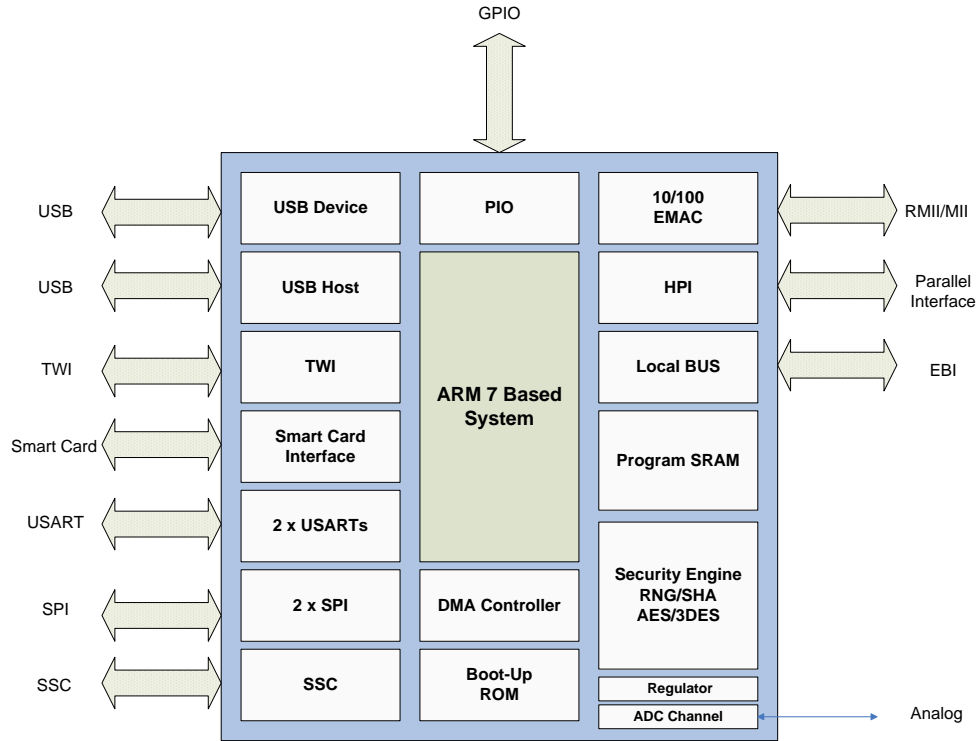 GPIO
USB
USB Device
PIO
10/100
EMAC
RMII/MII
USB
USB Host
HPI
Parallel
Interface
TWI
TWI
ARM 7 Based
System
Local BUS
EBI
Smart Card
Smart Card
Interface
Program SRAM
USART
2 x USARTs
Security Engine
RNG/SHA
AES/3DES
SPI
2 x SPI
DMA Controller
SSC
SSC
Boot-Up
ROM
Regulator
ADC Channel
Analog